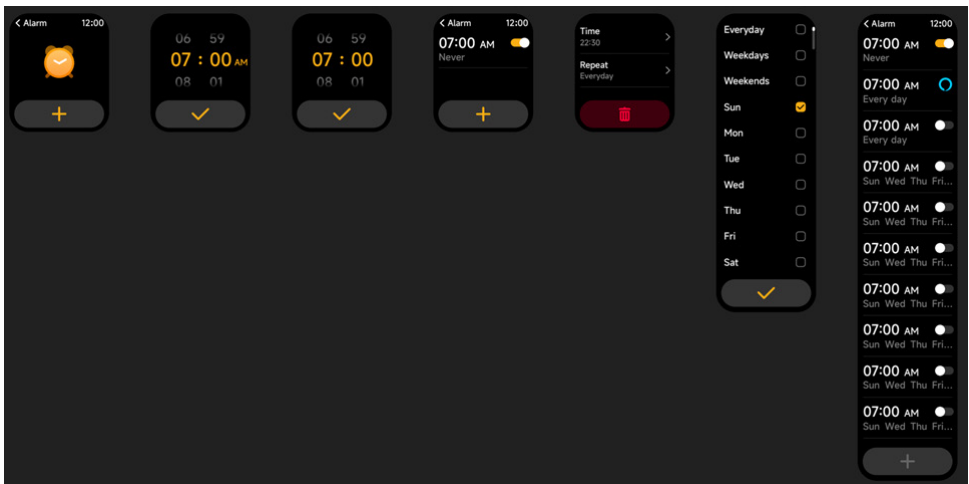 < Alarm 12:00
06 59
07 : 00 AM
08 01
06 59
07 : 00
08 01
< Alarm 12:00
07:00 AM
Never
Time
22:30
Repeat
Everyday
Everyday
Weekdays
Weekends
Sun
Mon
Tue
Wed
Thu
Fri
Sat
< Alarm 12:00
07:00 AM
Never
07:00 AM
Every day
07:00 AM
Every day
07:00 AM
Sun Wed Thu Fri...
07:00 AM
Sun Wed Thu Fri...
07:00 AM
Sun Wed Thu Fri...
07:00 AM
Sun Wed Thu Fri...
07:00 AM
Sun Wed Thu Fri...
07:00 AM
Sun Wed Thu Fri...
07:00 AM
Sun Wed Thu Fri...